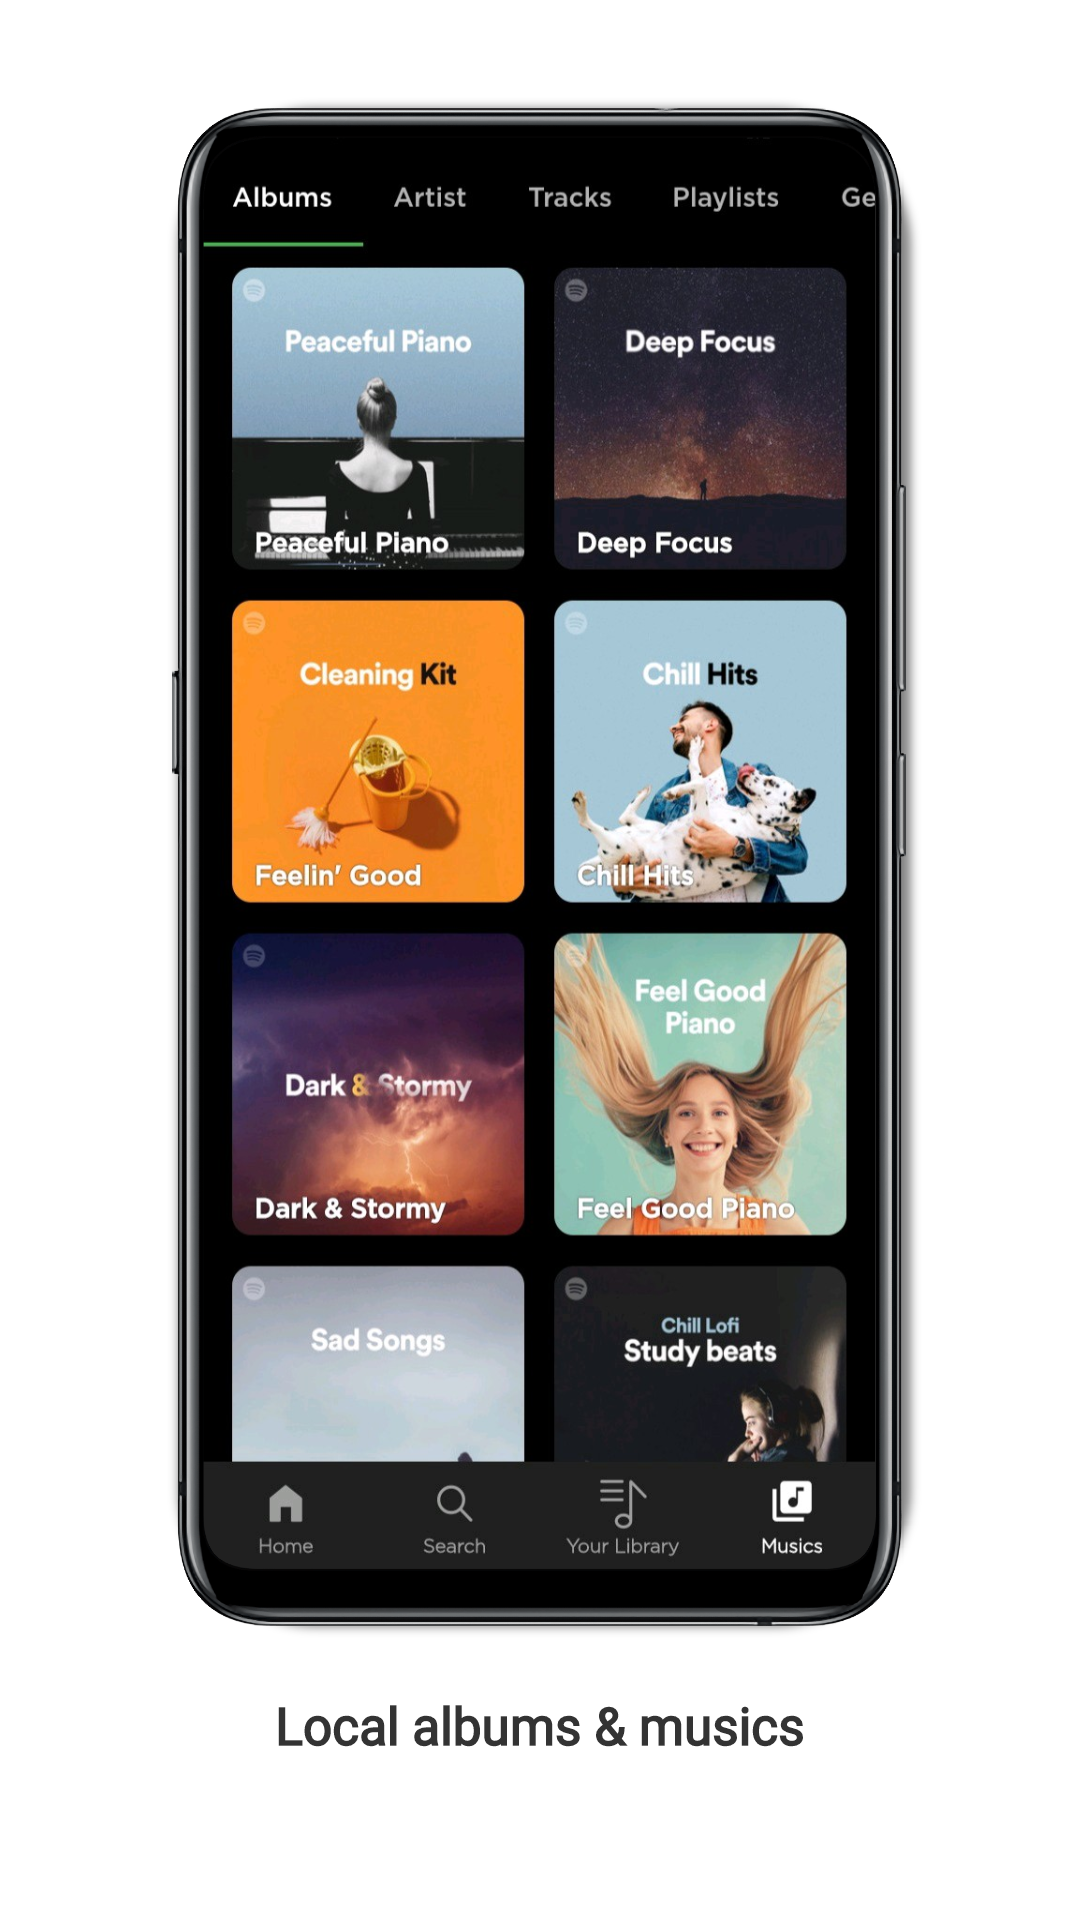 Albums Artist Tracks Playlists Ge
Peaceful Piano
Peaceful Piano
Deep Focus
Deep Focus
Cleaning Kit
Feelin' Good
Chill Hits
Chill Hits
Dark & Stormy
Dark & Stormy
Feel Good
Piano
Feel Good Piano
Sad Songs
Chill Lofi
Study beats
Home Search Your Library Musics
Local albums & musics